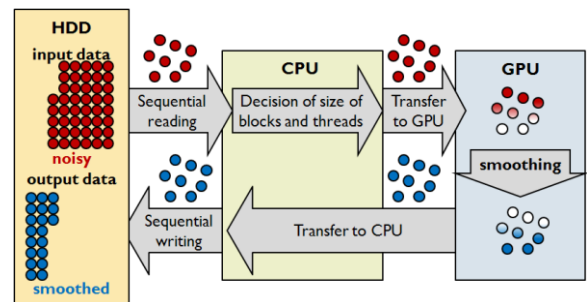 HDD
input data
noisy
output data
smoothed
Sequential
reading
CPU
Decision of size of
blocks and threads
Transfer
to GPU
GPU
smoothing
Transfer to CPU
Sequential
writing